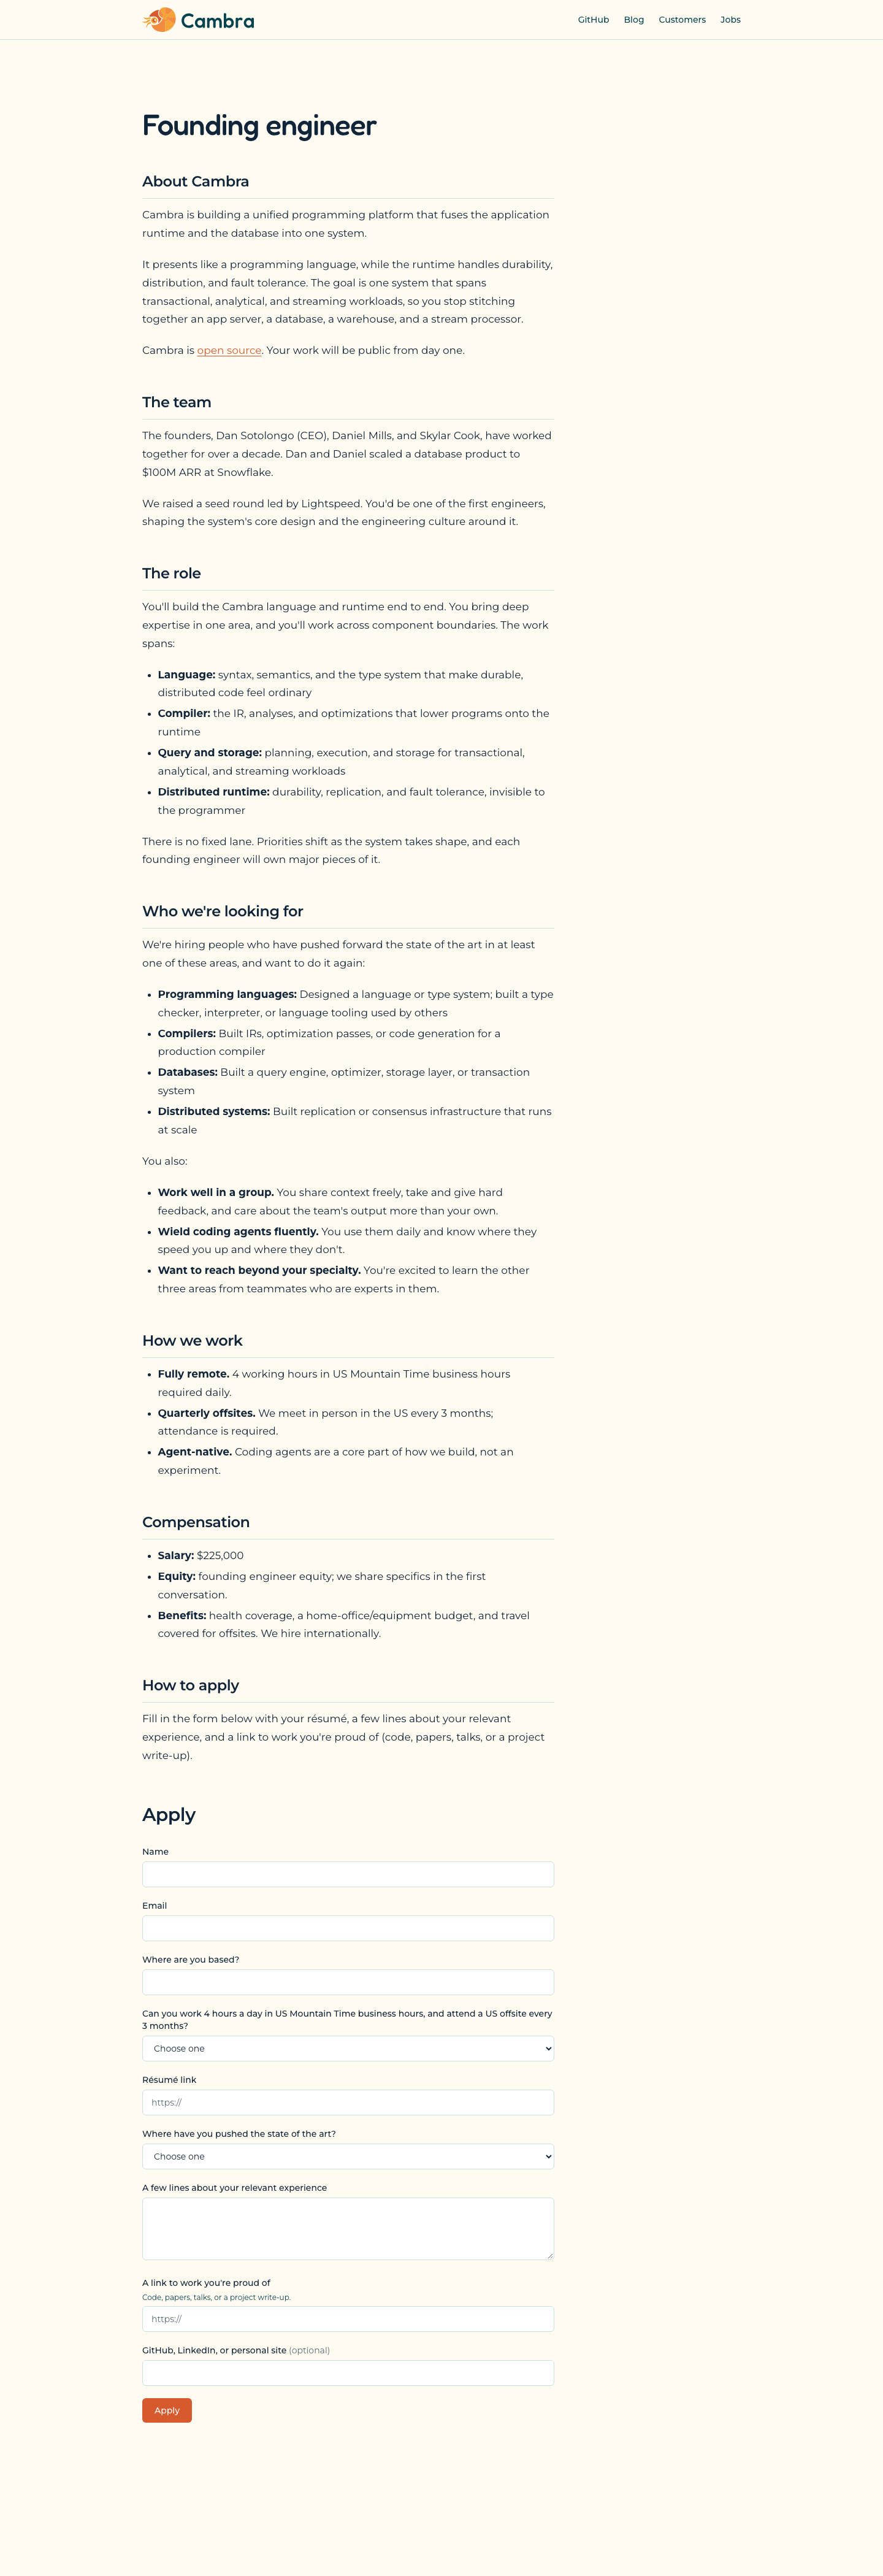 Cambra
GitHub Blog Customers Jobs
Founding engineer
About Cambra
Cambra is building a unified programming platform that fuses the application
runtime and the database into one system.
It presents like a programming language, while the runtime handles durability,
distribution, and fault tolerance. The goal is one system that spans
transactional, analytical, and streaming workloads, so you stop stitching
together an app server, a database, a warehouse, and a stream processor.
Cambra is open source. Your work will be public from day one.
The team
The founders, Dan Sotolongo (CEO), Daniel Mills, and Skylar Cook, have worked
together for over a decade. Dan and Daniel scaled a database product to
$100M ARR at Snowflake.
We raised a seed round led by Lightspeed. You'd be one of the first engineers,
shaping the system's core design and the engineering culture around it.
The role
You'll build the Cambra language and runtime end to end. You bring deep
expertise in one area, and you'll work across component boundaries. The work
spans:
• Language: syntax, semantics, and the type system that make durable,
distributed code feel ordinary
• Compiler: the IR, analyses, and optimizations that lower programs onto the
runtime
• Query and storage: planning, execution, and storage for transactional,
analytical, and streaming workloads
• Distributed runtime: durability, replication, and fault tolerance, invisible to
the programmer
There is no fixed lane. Priorities shift as the system takes shape, and each
founding engineer will own major pieces of it.
Who we're looking for
We're hiring people who have pushed forward the state of the art in at least
one of these areas, and want to do it again:
• Programming languages: Designed a language or type system; built a type
checker, interpreter, or language tooling used by others
• Compilers: Built IRs, optimization passes, or code generation for a
production compiler
• Databases: Built a query engine, optimizer, storage layer, or transaction
system
• Distributed systems: Built replication or consensus infrastructure that runs
at scale
You also:
• Work well in a group. You share context freely, take and give hard
feedback, and care about the team's output more than your own.
• Wield coding agents fluently. You use them daily and know where they
speed you up and where they don't.
• Want to reach beyond your specialty. You're excited to learn the other
three areas from teammates who are experts in them.
How we work
• Fully remote. 4 working hours in US Mountain Time business hours
required daily.
• Quarterly offsites. We meet in person in the US every 3 months;
attendance is required.
• Agent-native. Coding agents are a core part of how we build, not an
experiment.
Compensation
• Salary: $225,000
• Equity: founding engineer equity; we share specifics in the first
conversation.
• Benefits: health coverage, a home-office/equipment budget, and travel
covered for offsites. We hire internationally.
How to apply
Fill in the form below with your résumé, a few lines about your relevant
experience, and a link to work you're proud of (code, papers, talks, or a project
write-up).
Apply
Name
Email
Where are you based?
Can you work 4 hours a day in US Mountain Time business hours, and attend a US offsite every
3 months?
Choose one
Résumé link
https://
Where have you pushed the state of the art?
Choose one
A few lines about your relevant experience
A link to work you're proud of
Code, papers, talks, or a project write-up.
https://
GitHub, LinkedIn, or personal site (optional)
Apply